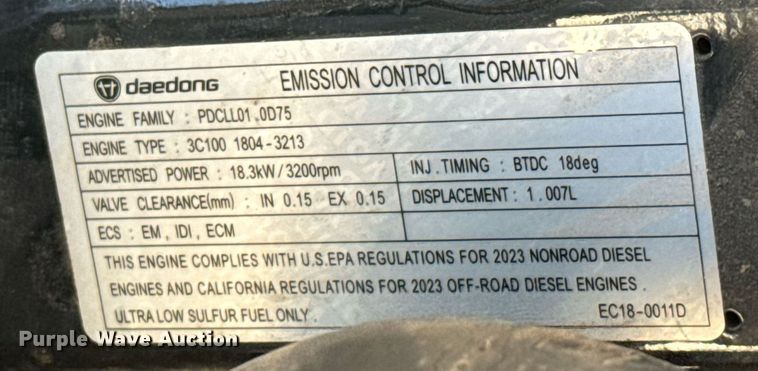 daedong EMISSION CONTROL INFORMATION
ENGINE FAMILY : PDCLL01.0D75
ENGINE TYPE : 3C100 1804-3213
ADVERTISED POWER : 18.3kW/3200rpm INJ.TIMING : BTDC 18deg
VALVE CLEARANCE(mm) : IN 0.15 EX 0.15 DISPLACEMENT : 1.007L
ECS : EM, IDI, ECM
THIS ENGINE COMPLIES WITH U.S.EPA REGULATIONS FOR 2023 NONROAD DIESEL
ENGINES AND CALIFORNIA REGULATIONS FOR 2023 OFF-ROAD DIESEL ENGINES.
ULTRA LOW SULFUR FUEL ONLY. EC18-0011D
Purple Wave Auction